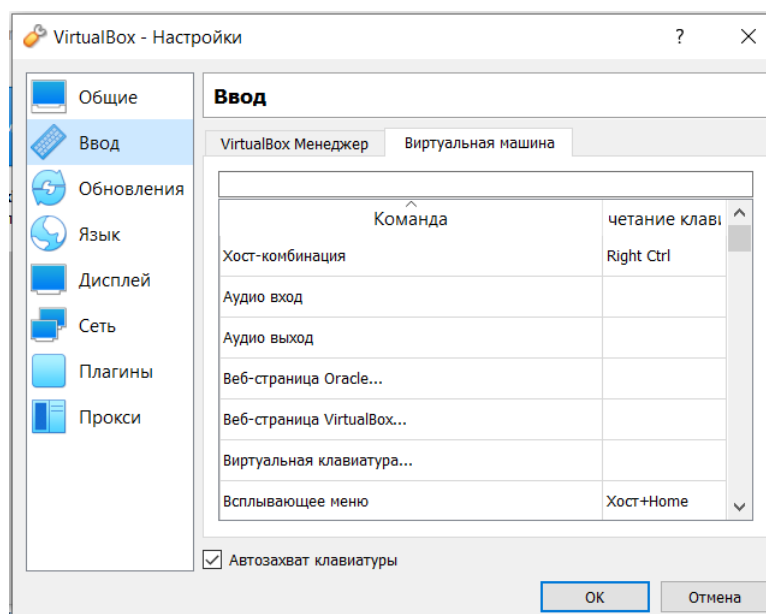 VirtualBox - Настройки
?
Общие
Ввод
Обновления
Язык
Дисплей
Сеть
Плагины
Прокси
Ввод
VirtualBox Менеджер Виртуальная машина
Команда четание клави
Хост-комбинация Right Ctrl
Аудио вход
Аудио выход
Веб-страница Oracle...
Веб-страница VirtualBox...
Виртуальная клавиатура...
Всплывающее меню Хост+Home
Автозахват клавиатуры
OK Отмена